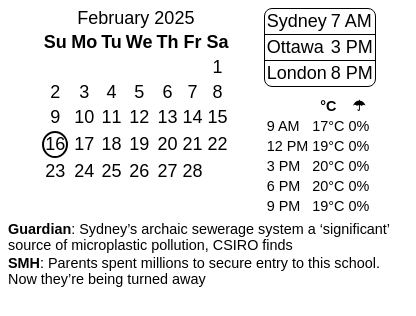 February 2025
Su Mo Tu We Th Fr Sa
1
2 3 4 5 6 7 8
9 10 11 12 13 14 15
16 17 18 19 20 21 22
23 24 25 26 27 28
Sydney 7 AM
Ottawa 3 PM
London 8 PM
°C ☂
9 AM 17°C 0%
12 PM 19°C 0%
3 PM 20°C 0%
6 PM 20°C 0%
9 PM 19°C 0%
Guardian: Sydney’s archaic sewerage system a ‘significant’
source of microplastic pollution, CSIRO finds
SMH: Parents spent millions to secure entry to this school.
Now they’re being turned away